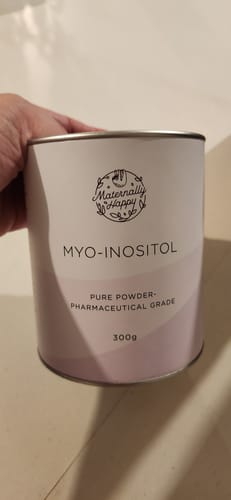 Maternally
Happy
MYO-INOSITOL
PURE POWDER-
PHARMACEUTICAL GRADE
300g